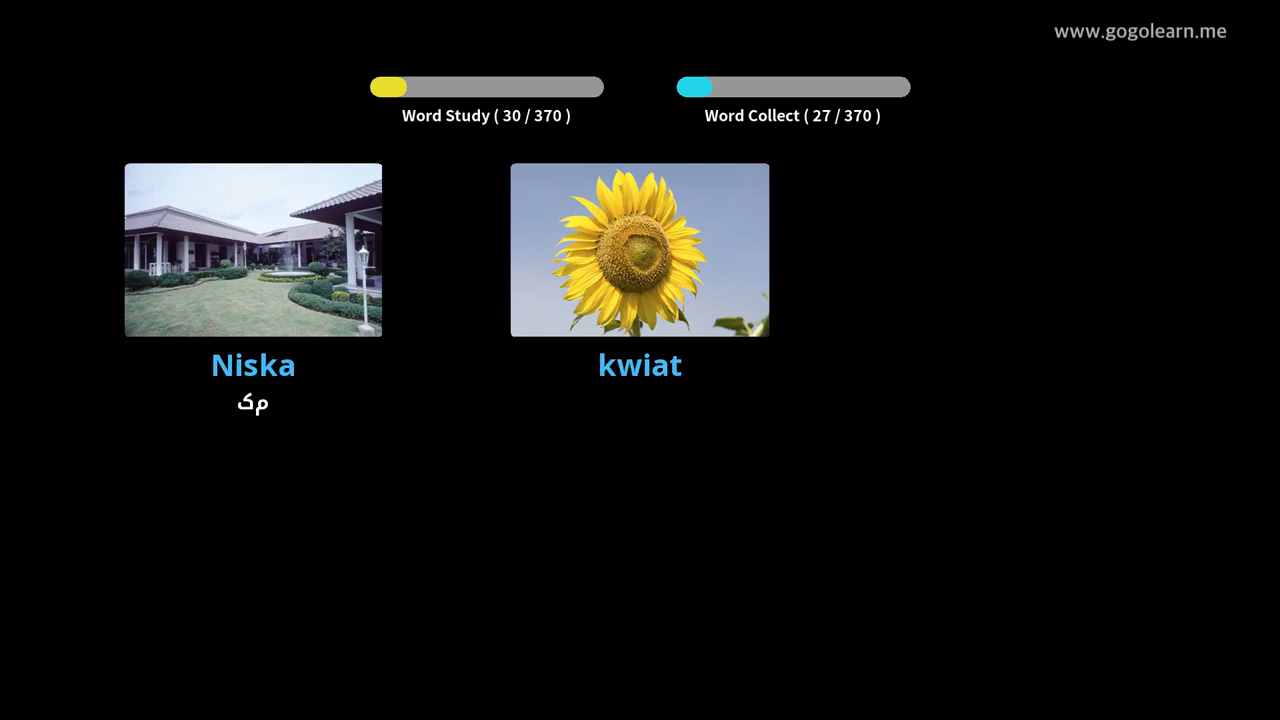 www.gogolearn.me
Word Study ( 30 / 370 )
Word Collect ( 27 / 370 )
Niska
kwiat
کم